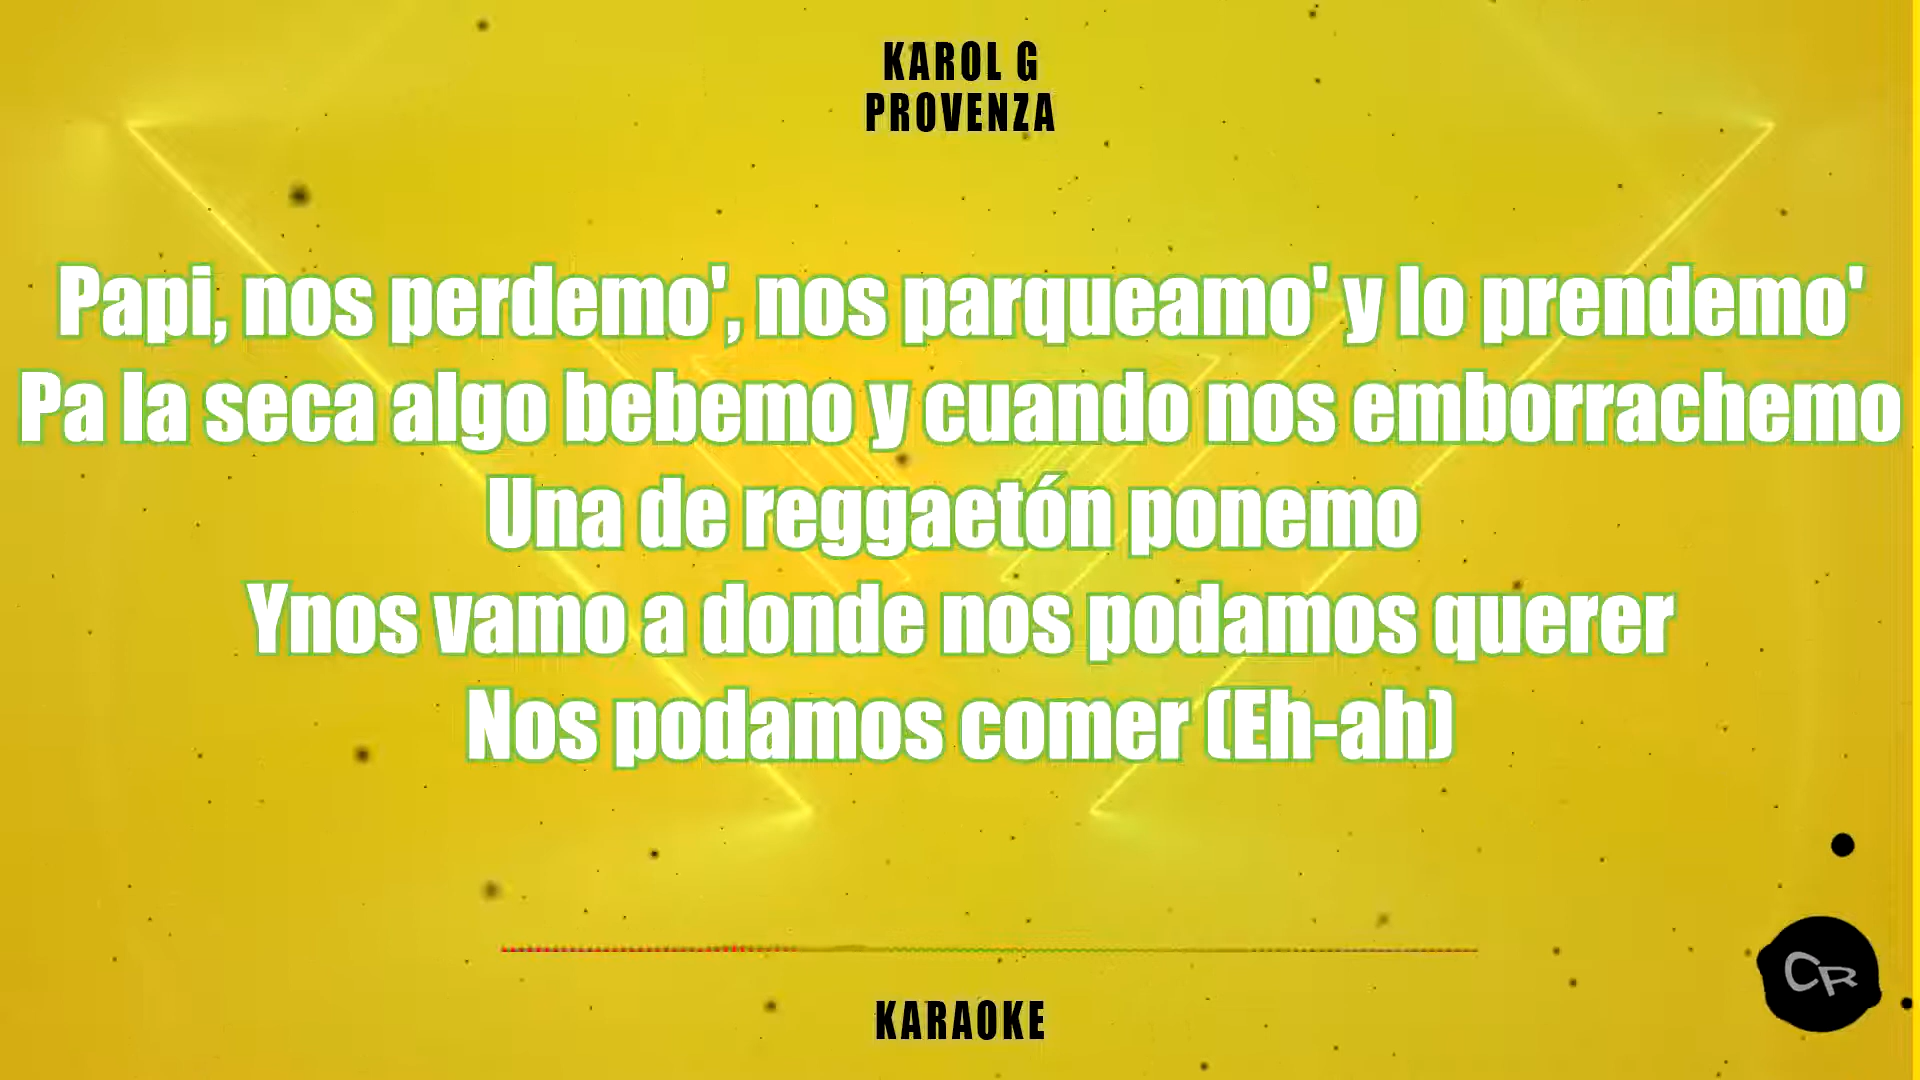 KAROL G
PROVENZA
Papi, nos perdemo', nos parqueamo' y lo prendemo'
Pa la seca algo bebemo y cuando nos emborrachemo
Una de reggaetón ponemo
Ynos vamo a donde nos podamos querer
Nos podamos comer (Eh-ah)
CR
KARAOKE